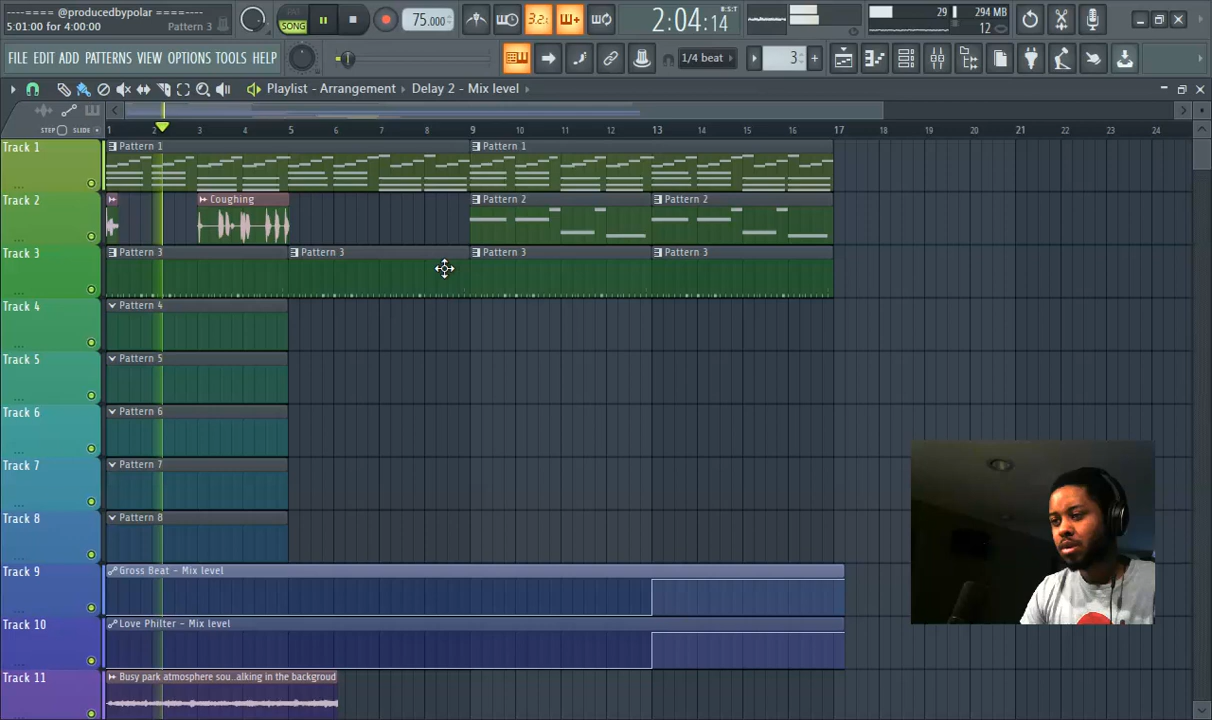 ---- @producedbypolar ====----
5:01:00 for 4:00:00
Pattern 3
SONG
75.000
3.2:
2:04:14
B:S:T
29
294 MB
12
FILE EDIT ADD PATTERNS VIEW OPTIONS TOOLS HELP
1/4 beat
3
Playlist - Arrangement
Delay 2 - Mix level
STEP
SLIDE
1 2 3 4 5 6 7 8 9 10 11 12 13 14 15 16 17 18 19 20 21 22 23 24
Track 1
Pattern 1
Pattern 1
Track 2
Coughing
Pattern 2
Pattern 2
Track 3
Pattern 3
Pattern 3
Pattern 3
Pattern 3
Track 4
Pattern 4
Track 5
Pattern 5
Track 6
Pattern 6
Track 7
Pattern 7
Track 8
Pattern 8
Track 9
Gross Beat - Mix level
Track 10
Love Philter - Mix level
Track 11
Busy park atmosphere sou..alking in the backgroud